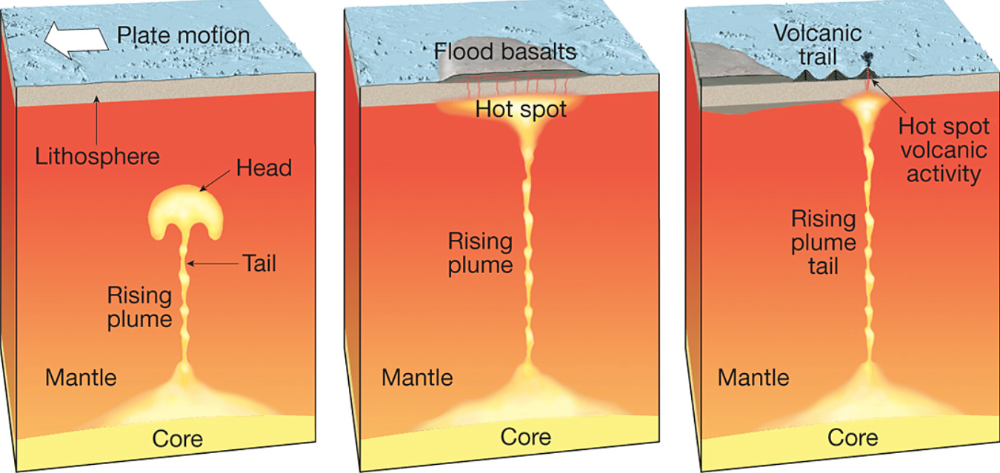 Plate motion
Lithosphere
Head
Tail
Rising
plume
Mantle
Core
Flood basalts
Hot spot
Rising
plume
Mantle
Core
Volcanic
trail
Hot spot
volcanic
activity
Rising
plume
tail
Mantle
Core